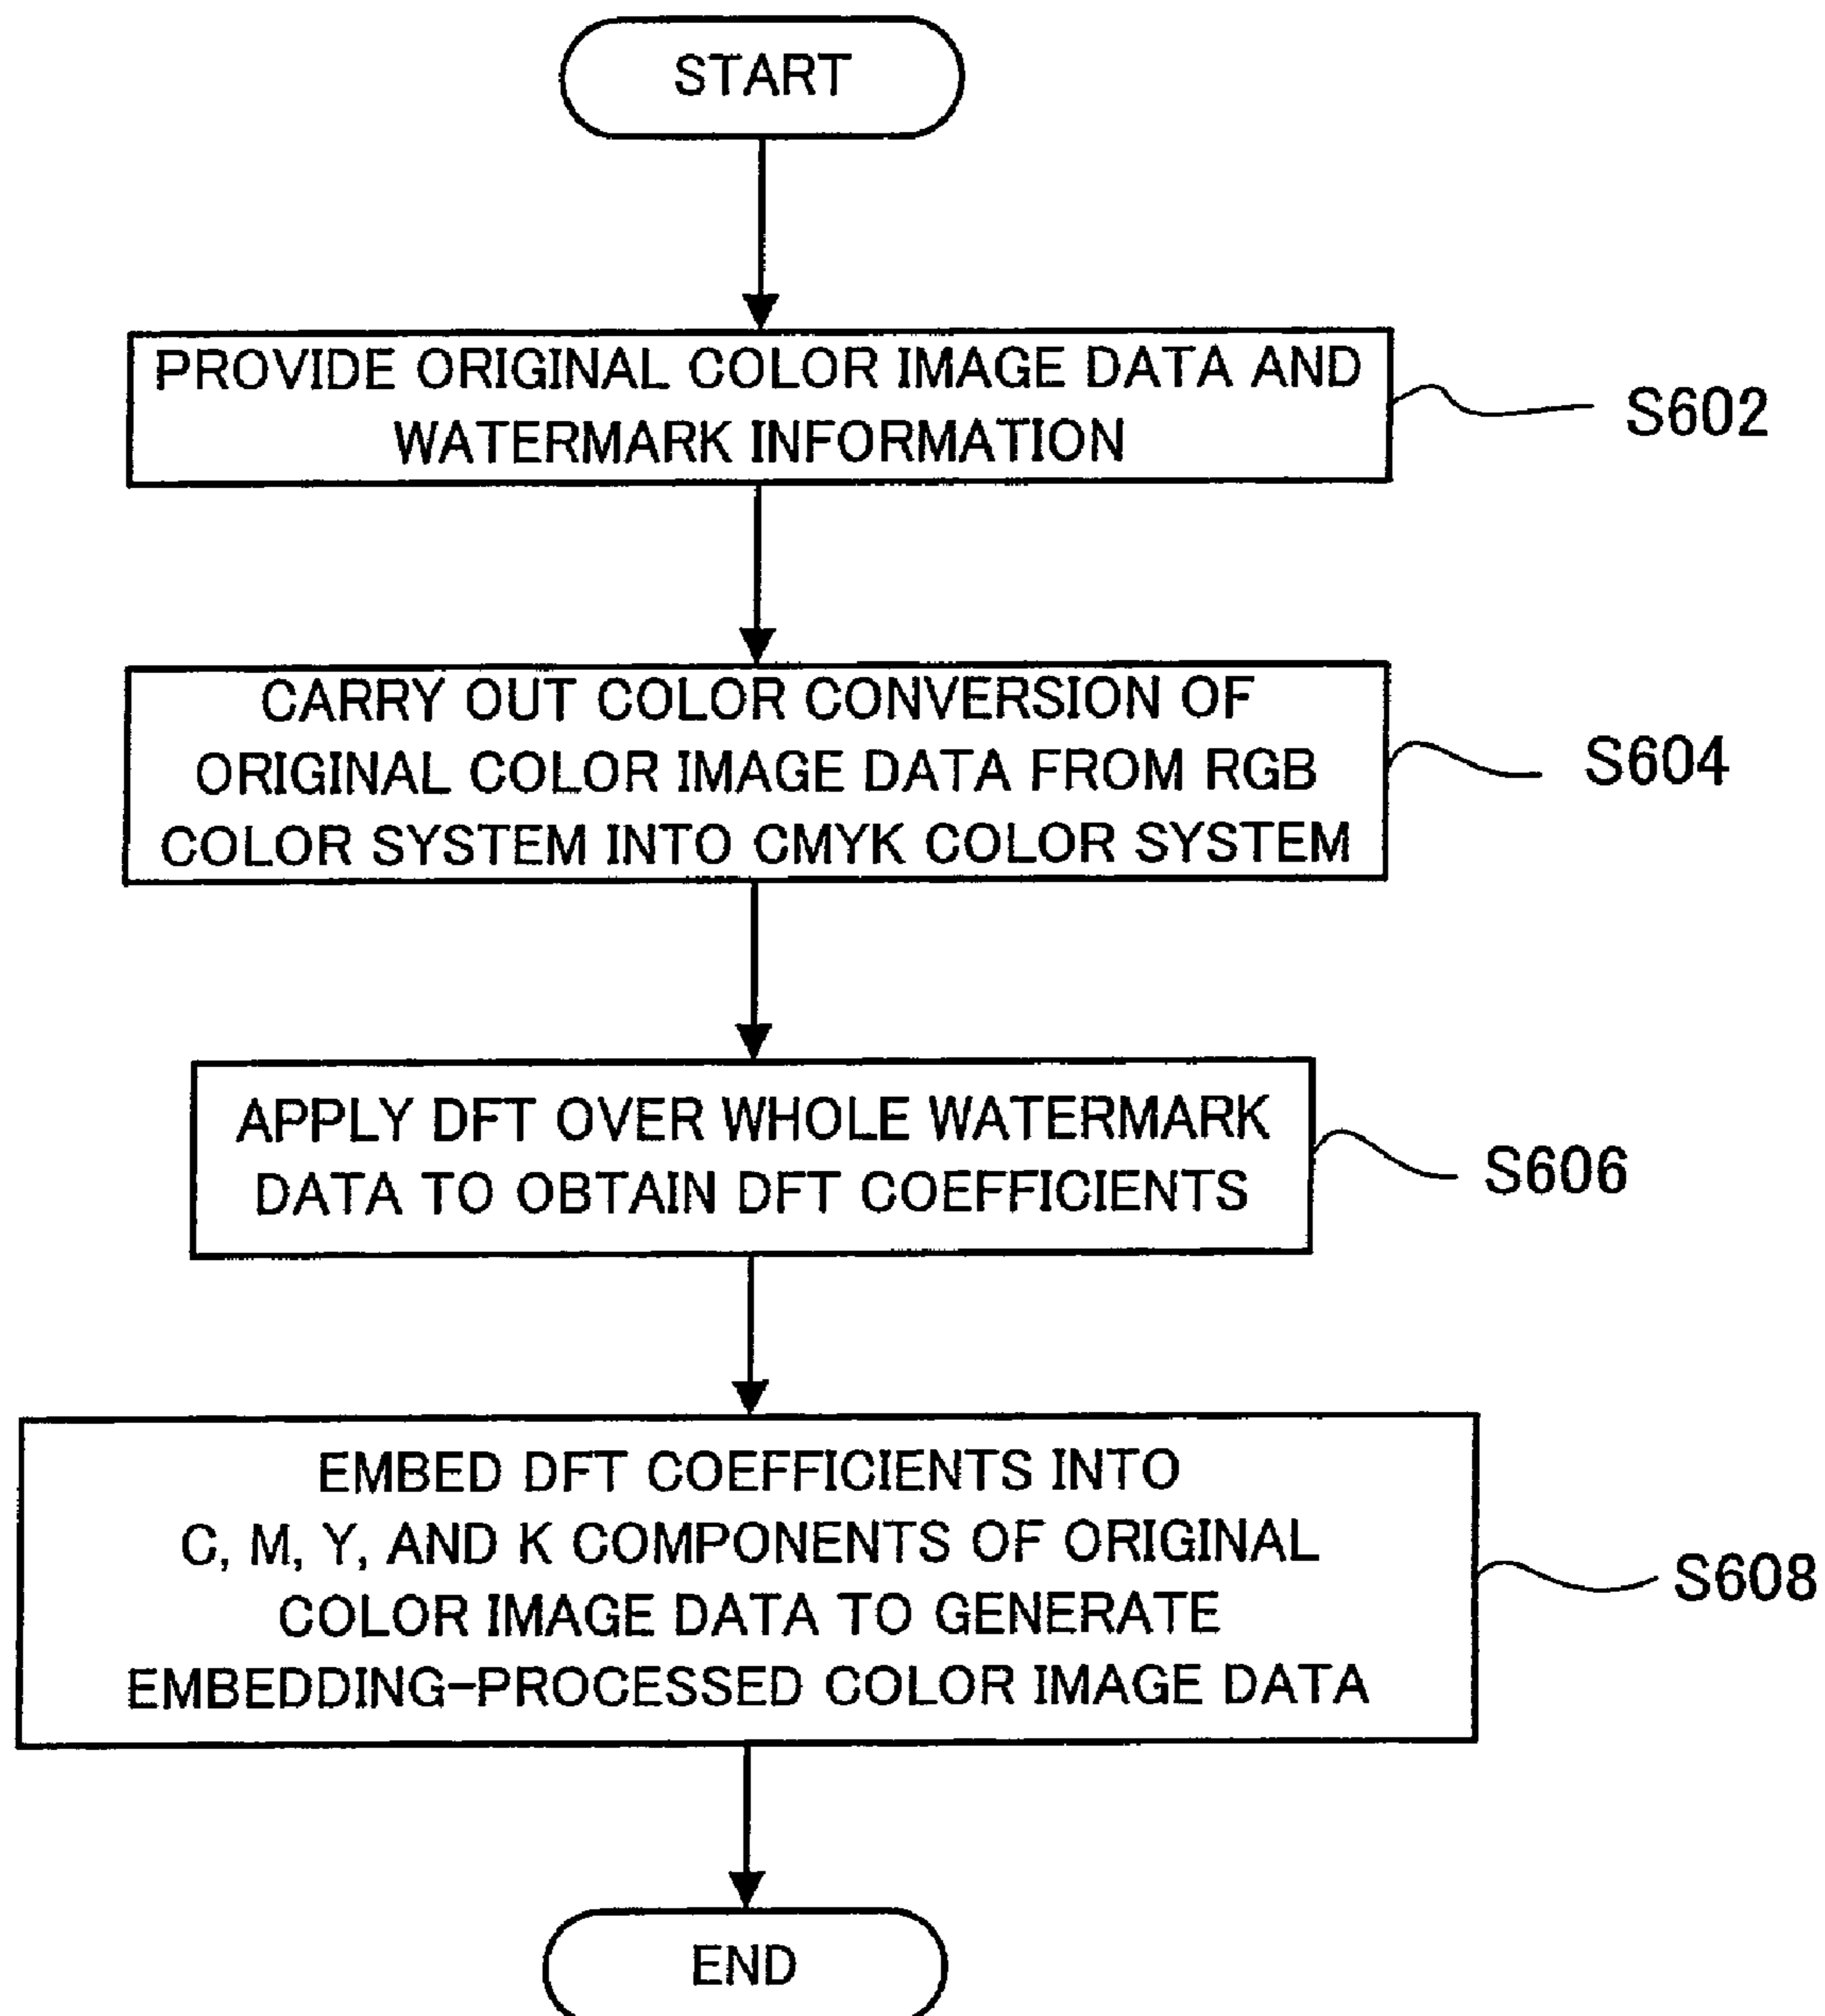 START
PROVIDE ORIGINAL COLOR IMAGE DATA AND
WATERMARK INFORMATION
S602
CARRY OUT COLOR CONVERSION OF
ORIGINAL COLOR IMAGE DATA FROM RGB
COLOR SYSTEM INTO CMYK COLOR SYSTEM
S604
APPLY DFT OVER WHOLE WATERMARK
DATA TO OBTAIN DFT COEFFICIENTS
S606
EMBED DFT COEFFICIENTS INTO
C, M, Y, AND K COMPONENTS OF ORIGINAL
COLOR IMAGE DATA TO GENERATE
EMBEDDING-PROCESSED COLOR IMAGE DATA
S608
END